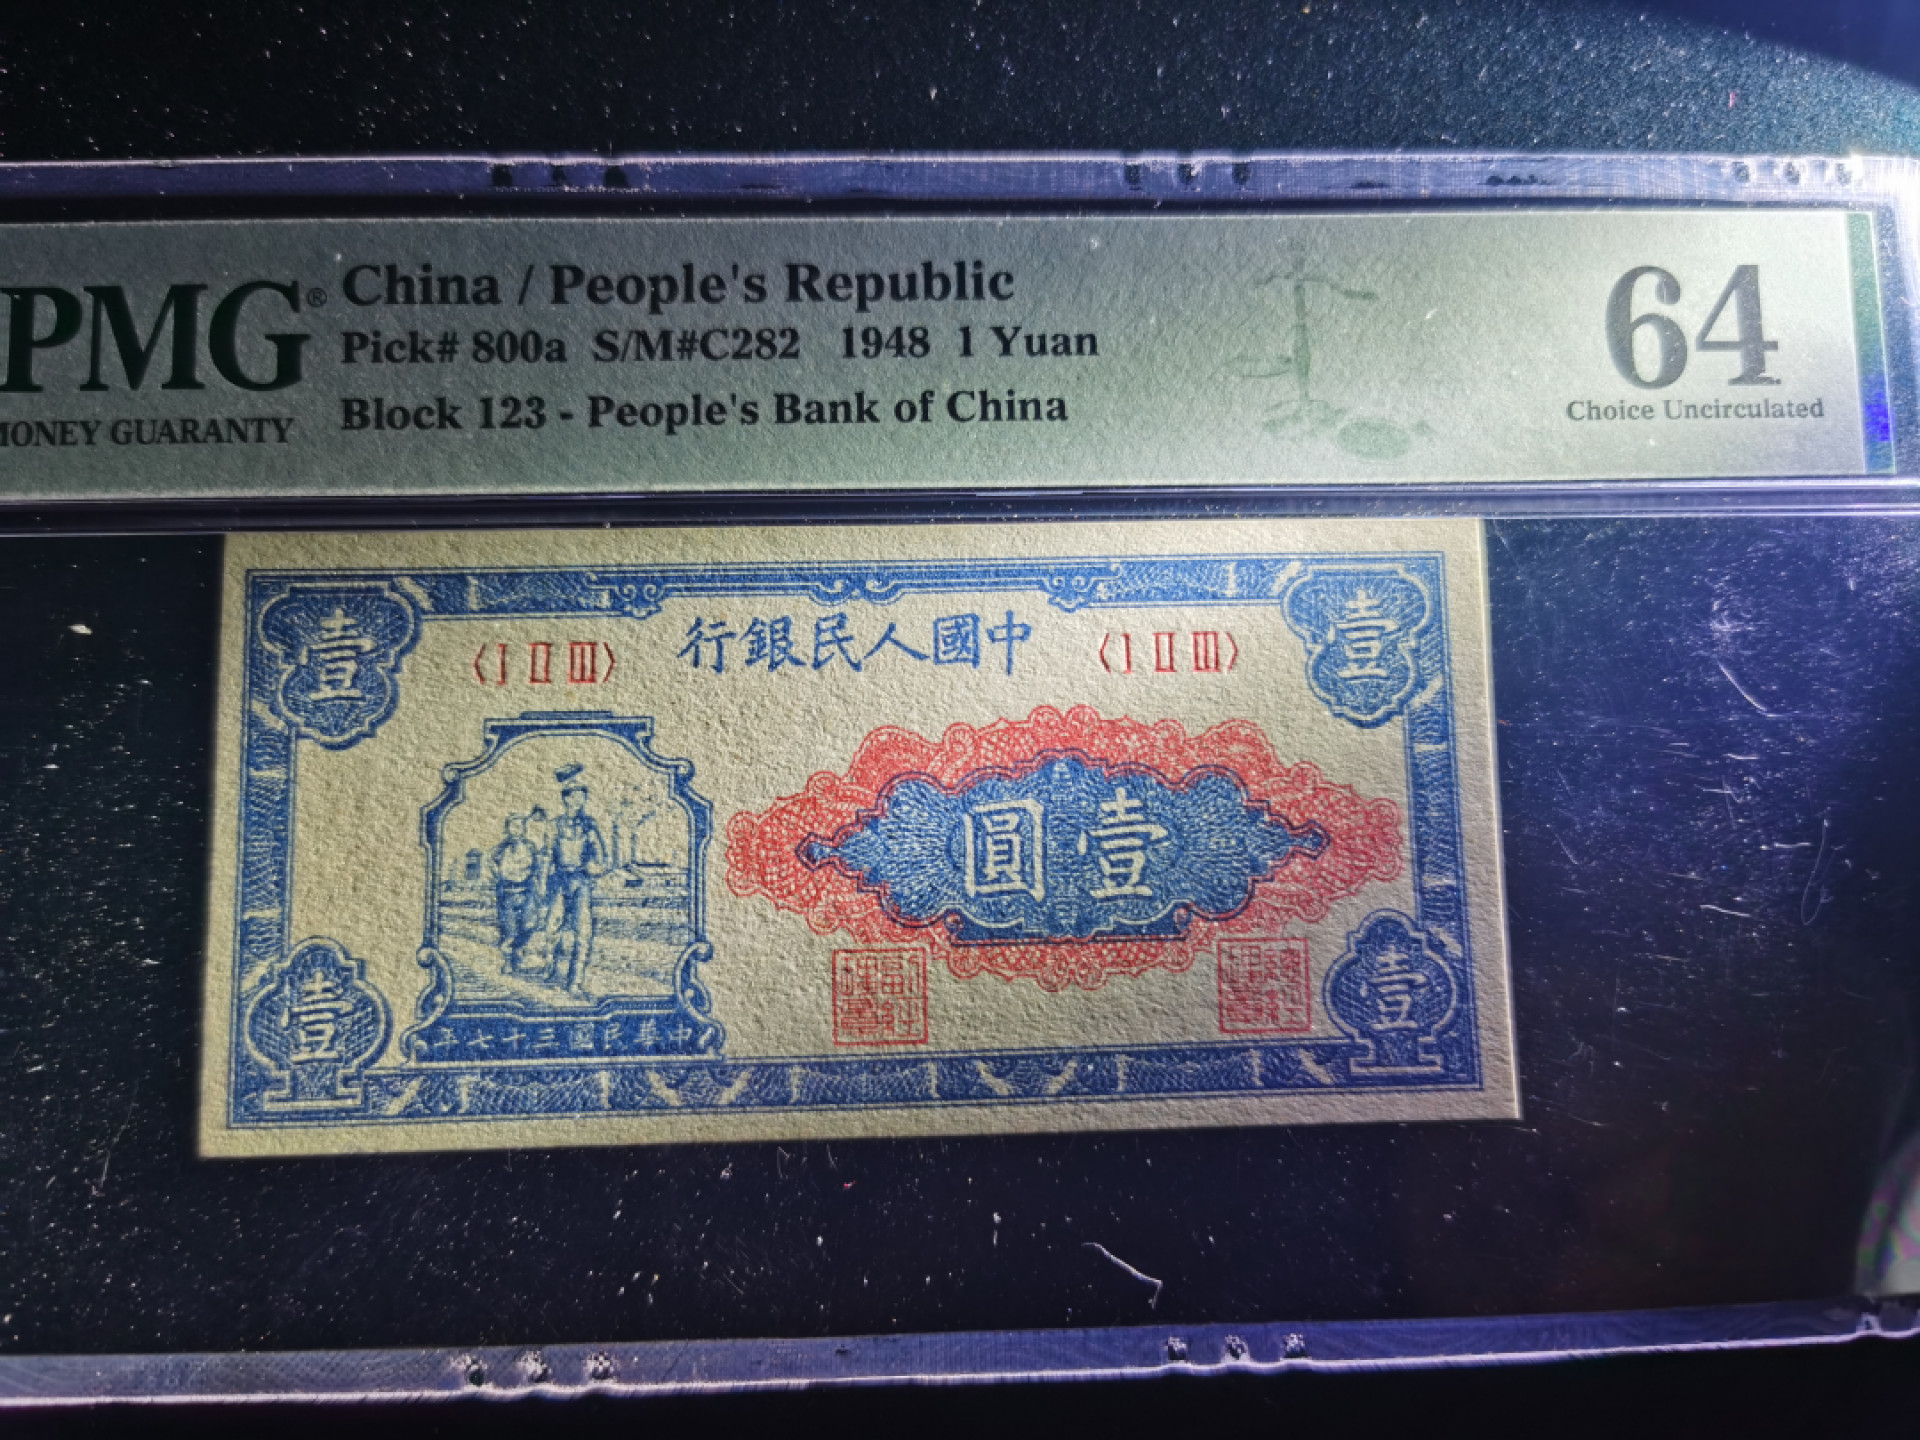 PMG®
MONEY GUARANTY
China / People's Republic
Pick# 800a S/M#C282 1948 1 Yuan
Block 123 - People's Bank of China
64
Choice Uncirculated
壹
〈I II III〉
行銀民人國中
〈I II III〉
壹
圓壹
年七十三國民華中
壹
壹